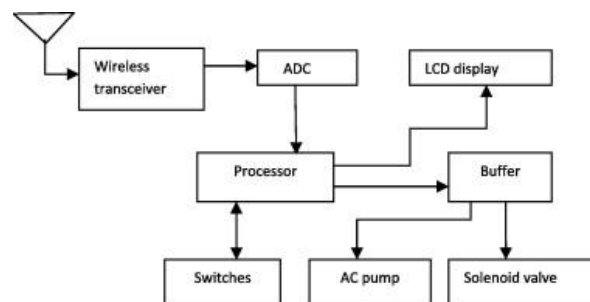 Wireless
transceiver
ADC
LCD display
Processor
Buffer
Switches
AC pump
Solenoid valve